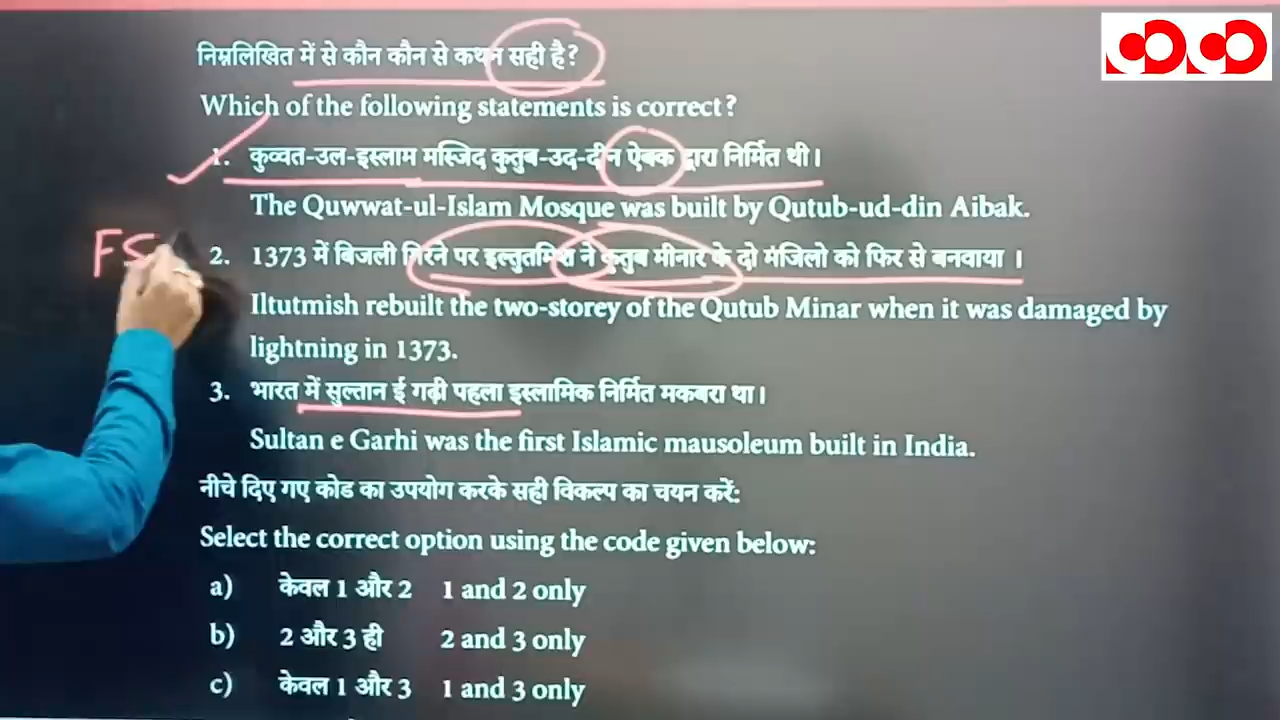 निम्नलिखित में से कौन कौन से कथन सही है?
Which of the following statements is correct?
1. कुव्वत-उल-इस्लाम मस्जिद कुतुब-उद-दीन ऐबक द्वारा निर्मित थी।
The Quwwat-ul-Islam Mosque was built by Qutub-ud-din Aibak.
FS
2. 1373 में बिजली गिरने पर इल्तुतमिश ने कुतुब मीनार के दो मंजिलो को फिर से बनवाया ।
Iltutmish rebuilt the two-storey of the Qutub Minar when it was damaged by
lightning in 1373.
3. भारत में सुल्तान ई गढ़ी पहला इस्लामिक निर्मित मकबरा था।
Sultan e Garhi was the first Islamic mausoleum built in India.
नीचे दिए गए कोड का उपयोग करके सही विकल्प का चयन करें:
Select the correct option using the code given below:
a) केवल 1 और 2 1 and 2 only
b) 2 और 3 ही 2 and 3 only
c) केवल 1 और 3 1 and 3 only